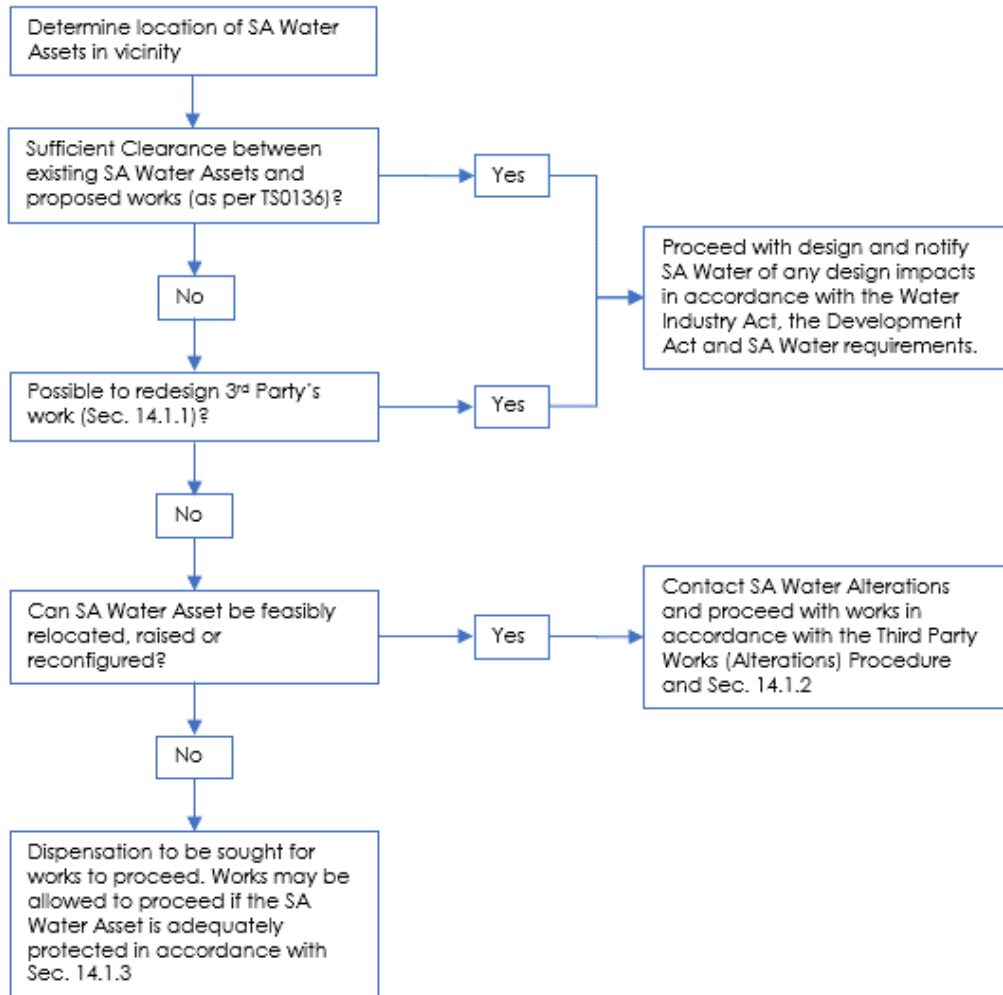 Determine location of SA Water
Assets in vicinity
Sufficient Clearance between
existing SA Water Assets and
proposed works (as per TS0136)?
Yes
Proceed with design and notify
SA Water of any design impacts
in accordance with the Water
Industry Act, the Development
Act and SA Water requirements.
No
Possible to redesign 3rd Party's
work (Sec. 14.1.1)?
Yes
No
Can SA Water Asset be feasibly
relocated, raised or
reconfigured?
Yes
Contact SA Water Alterations
and proceed with works in
accordance with the Third Party
Works (Alterations) Procedure
and Sec. 14.1.2
No
Dispensation to be sought for
works to proceed. Works may be
allowed to proceed if the SA
Water Asset is adequately
protected in accordance with
Sec. 14.1.3